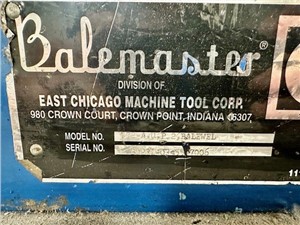 Balemaster®
DIVISION OF
EAST CHICAGO MACHINE TOOL CORP.
980 CROWN COURT, CROWN POINT, INDIANA 46307
MODEL NO.
SERIAL NO.
11